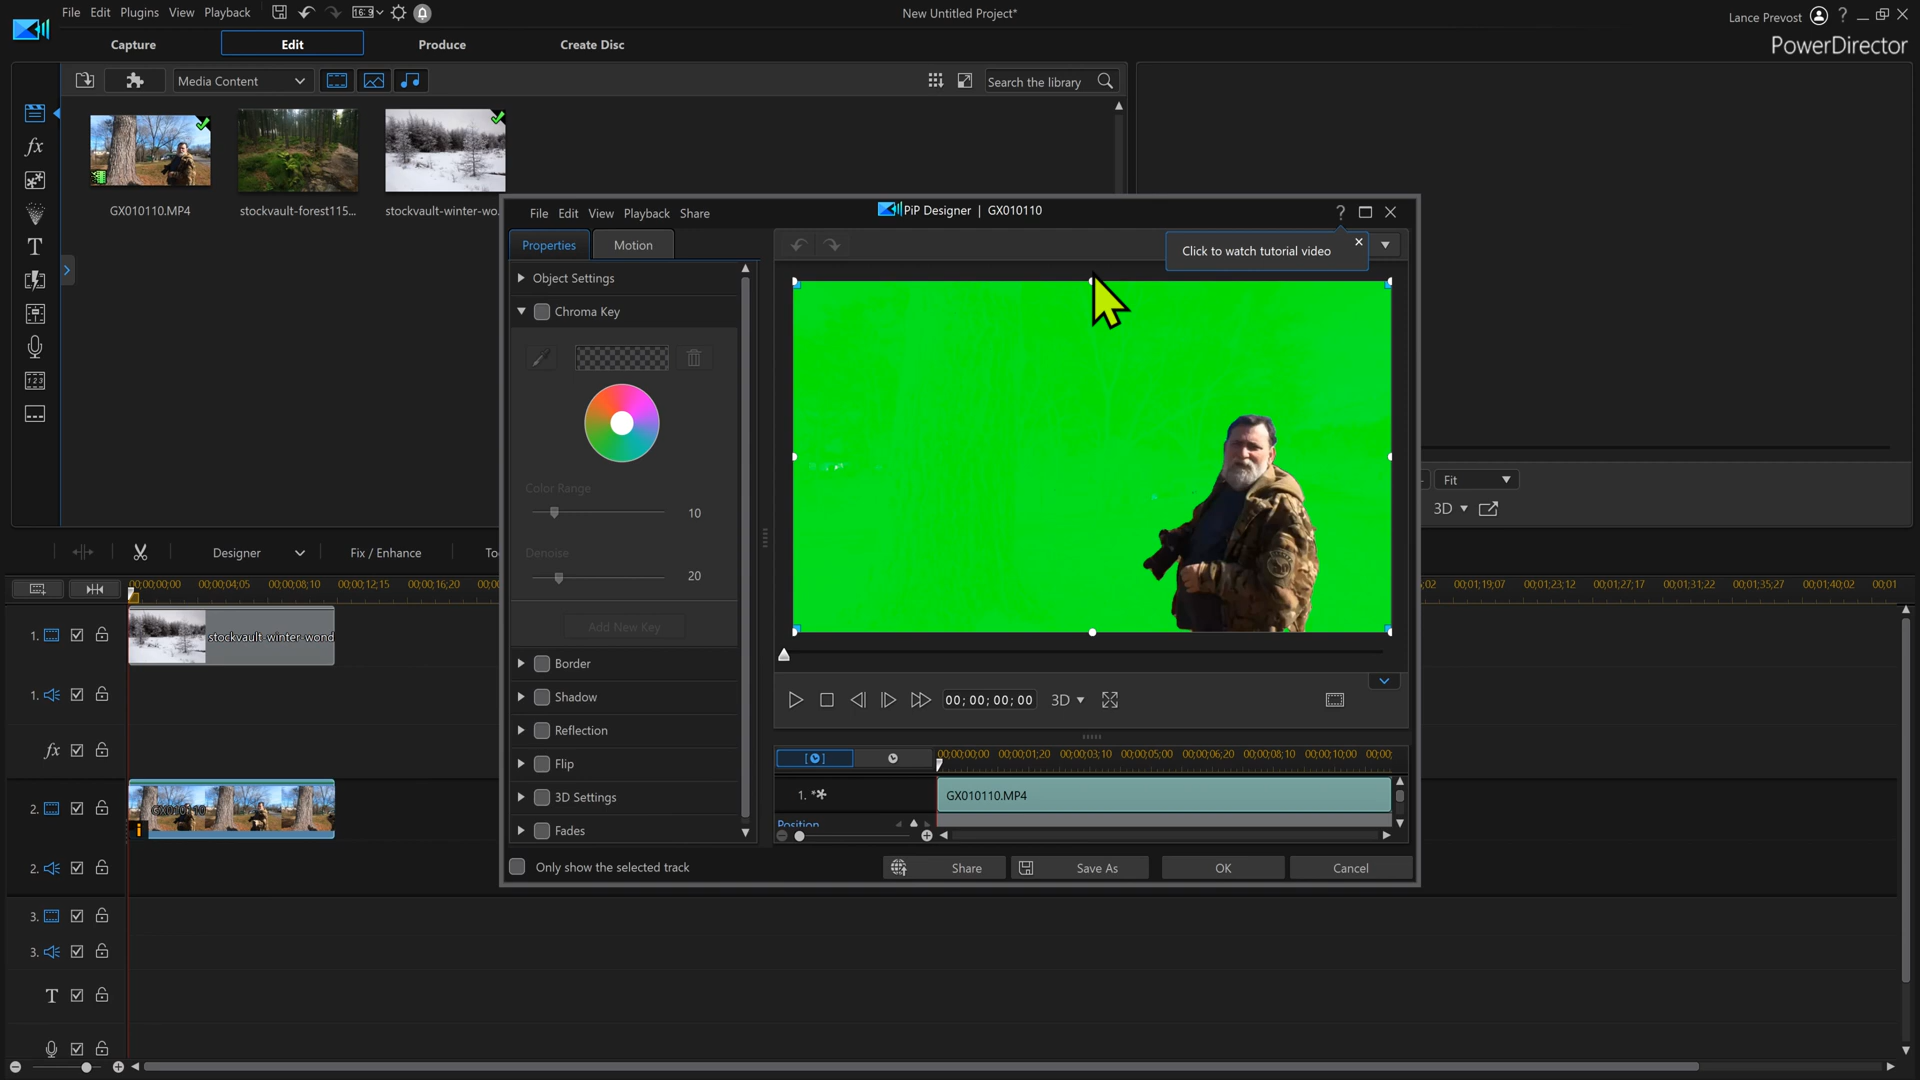 File Edit Plugins View Playback 16:9 New Untitled Project* Lance Prevost ?
PowerDirector
Capture Edit Produce Create Disc
Media Content Search the library
fx
T
GX010110.MP4 stockvault-forest115... stockvault-winter-wo...
File Edit View Playback Share PiP Designer | GX010110 ?
Properties Motion
Click to watch tutorial video
Object Settings
Chroma Key
Color Range
10
Denoise
20
Add New Key
Border
Shadow
Reflection
Flip
3D Settings
Fades
Only show the selected track
00;00;00;00 3D
00;00;00;00 00;00;01;20 00;00;03;10 00;00;05;00 00;00;06;20 00;00;08;10 00;00;10;00 00;00;
1. GX010110.MP4
Position
Share Save As OK Cancel
Fit
3D
Designer Fix / Enhance To
00;00;00;00 00;00;04;05 00;00;08;10 00;00;12;15 00;00;16;20 00;00 ;02 00;01;19;07 00;01;23;12 00;01;27;17 00;01;31;22 00;01;35;27 00;01;40;02 00;01
1. stockvault-winter-wond
1.
fx
2. GX010110
i
2.
3.
3.
T